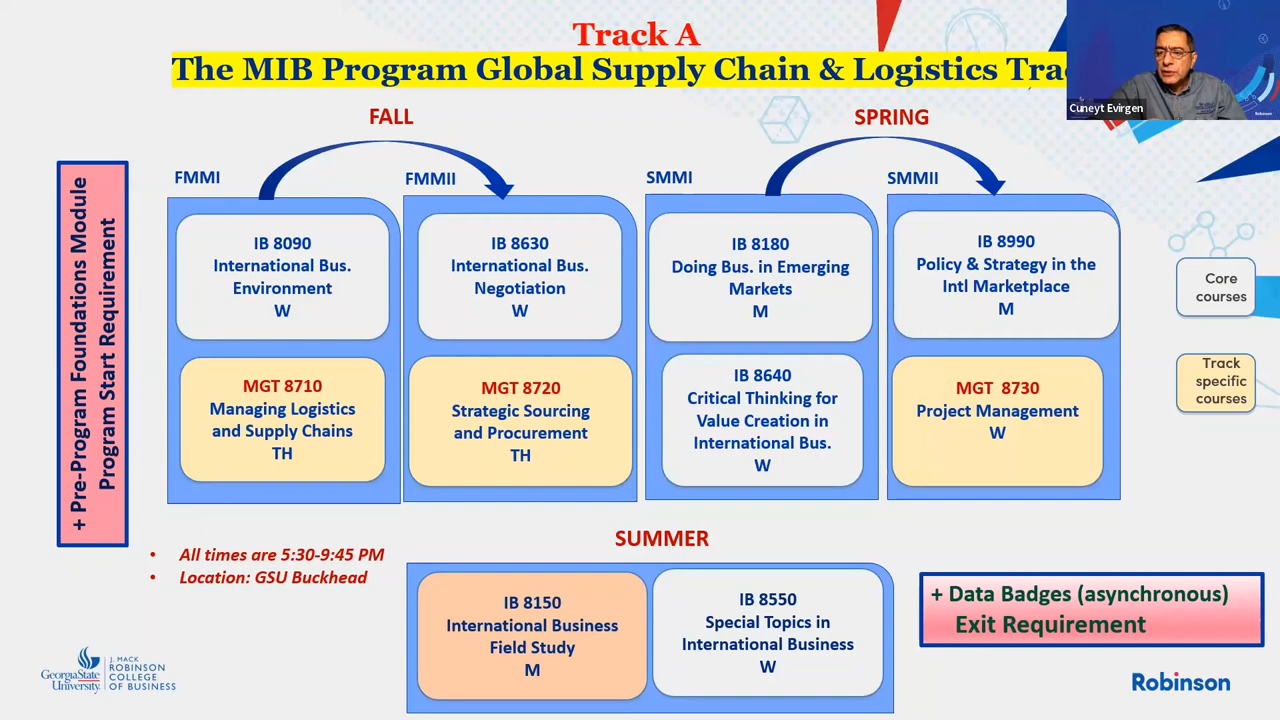 Track A
The MIB Program Global Supply Chain & Logistics
Cuneyt Evirgen
Robinson
FALL
SPRING
+ Pre-Program Foundations Module
Program Start Requirement
FMMI
IB 8090
International Bus.
Environment
W
MGT 8710
Managing Logistics
and Supply Chains
TH
FMMII
IB 8630
International Bus.
Negotiation
W
MGT 8720
Strategic Sourcing
and Procurement
TH
SMMI
IB 8180
Doing Bus. in Emerging
Markets
M
IB 8640
Critical Thinking for
Value Creation in
International Bus.
W
SMMII
IB 8990
Policy & Strategy in the
Intl Marketplace
M
MGT 8730
Project Management
W
Core
courses
Track
specific
courses
• All times are 5:30-9:45 PM
• Location: GSU Buckhead
SUMMER
IB 8150
International Business
Field Study
M
IB 8550
Special Topics in
International Business
W
+ Data Badges (asynchronous)
Exit Requirement
GeorgiaState
University
J. MACK
ROBINSON
COLLEGE
OF BUSINESS
Robinson